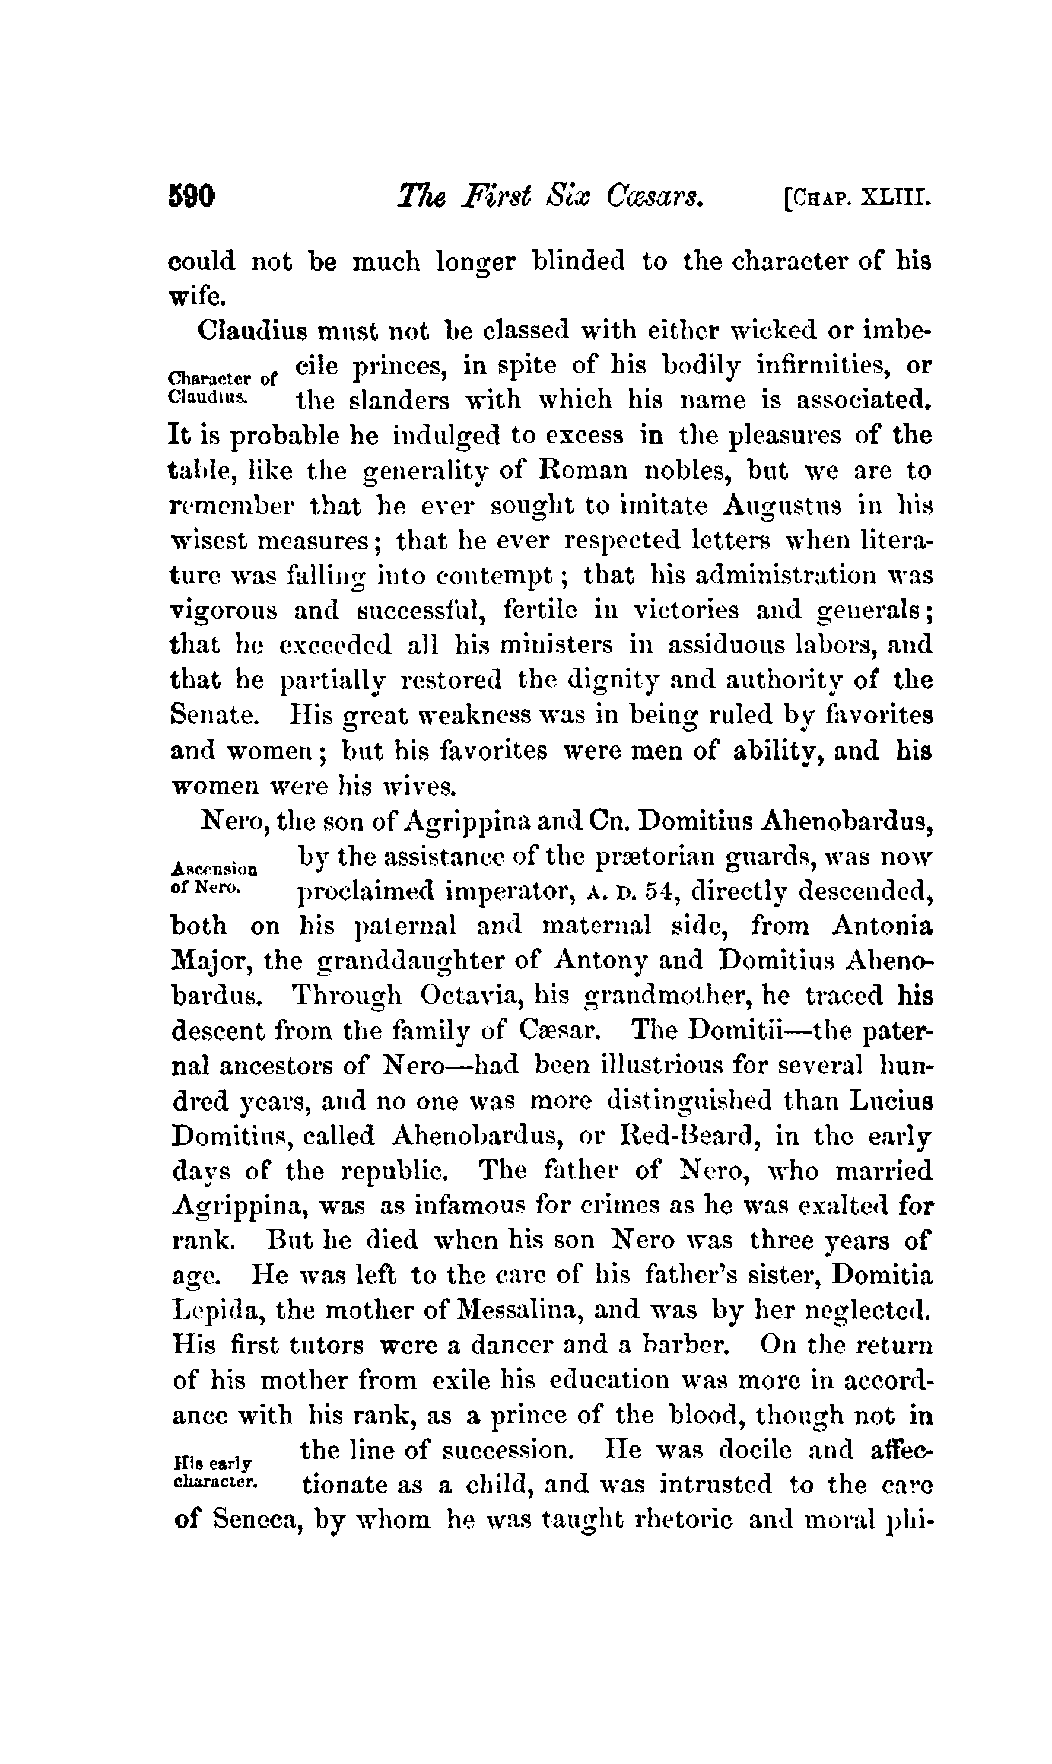 590 The First Six Cæsars. [CHAP. XLIII.
could not be much longer blinded to the character of his
wife.
Claudius must not be classed with either wicked or imbe-
cile princes, in spite of his bodily infirmities, or
Character of
Claudius.
the slanders with which his name is associated.
It is probable he indulged to excess in the pleasures of the
table, like the generality of Roman nobles, but we are to
remember that he ever sought to imitate Augustus in his
wisest measures; that he ever respected letters when litera-
ture was falling into contempt; that his administration was
vigorous and successful, fertile in victories and generals;
that he exceeded all his ministers in assiduous labors, and
that he partially restored the dignity and authority of the
Senate. His great weakness was in being ruled by favorites
and women; but his favorites were men of ability, and his
women were his wives.
Nero, the son of Agrippina and Cn. Domitius Ahenobardus,
by the assistance of the prætorian guards, was now
Ascension
of Nero.
proclaimed imperator, A. D. 54, directly descended,
both on his paternal and maternal side, from Antonia
Major, the granddaughter of Antony and Domitius Aheno-
bardus. Through Octavia, his grandmother, he traced his
descent from the family of Cæsar. The Domitii—the pater-
nal ancestors of Nero—had been illustrious for several hun-
dred years, and no one was more distinguished than Lucius
Domitius, called Ahenobardus, or Red-Beard, in the early
days of the republic. The father of Nero, who married
Agrippina, was as infamous for crimes as he was exalted for
rank. But he died when his son Nero was three years of
age. He was left to the care of his father's sister, Domitia
Lepida, the mother of Messalina, and was by her neglected.
His first tutors were a dancer and a barber. On the return
of his mother from exile his education was more in accord-
ance with his rank, as a prince of the blood, though not in
the line of succession. He was docile and affec-
His early
character.
tionate as a child, and was intrusted to the care
of Seneca, by whom he was taught rhetoric and moral phi-